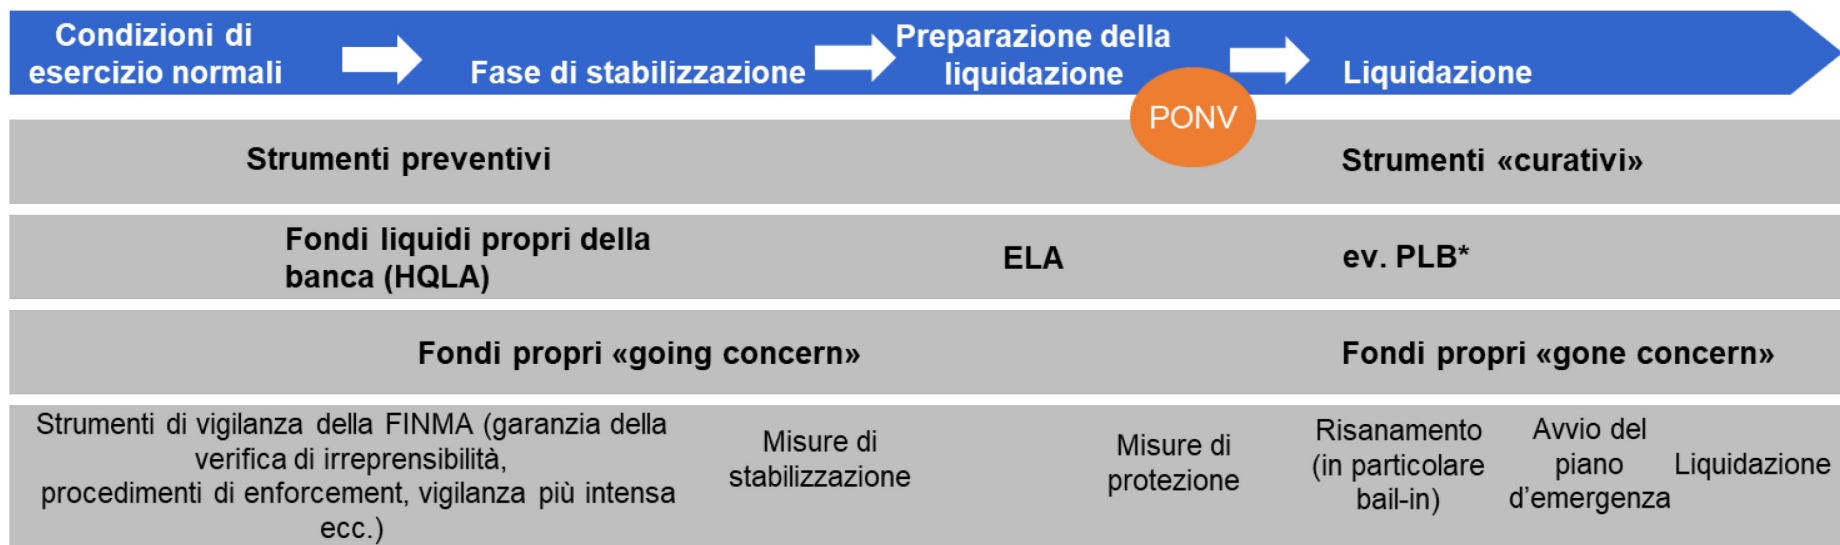 Condizioni di
esercizio normali
Fase di stabilizzazione
Preparazione della
liquidazione
Liquidazione
PONV
Strumenti preventivi
Strumenti «curativi»
Fondi liquidi propri della
banca (HQLA)
ELA
ev. PLB*
Fondi propri «going concern»
Fondi propri «gone concern»
Strumenti di vigilanza della FINMA (garanzia della
verifica di irreprensibilità,
procedimenti di enforcement, vigilanza più intensa
ecc.)
Misure di
stabilizzazione
Misure di
protezione
Risanamento
(in particolare
bail-in)
Avvio del
piano
d’emergenza
Liquidazione